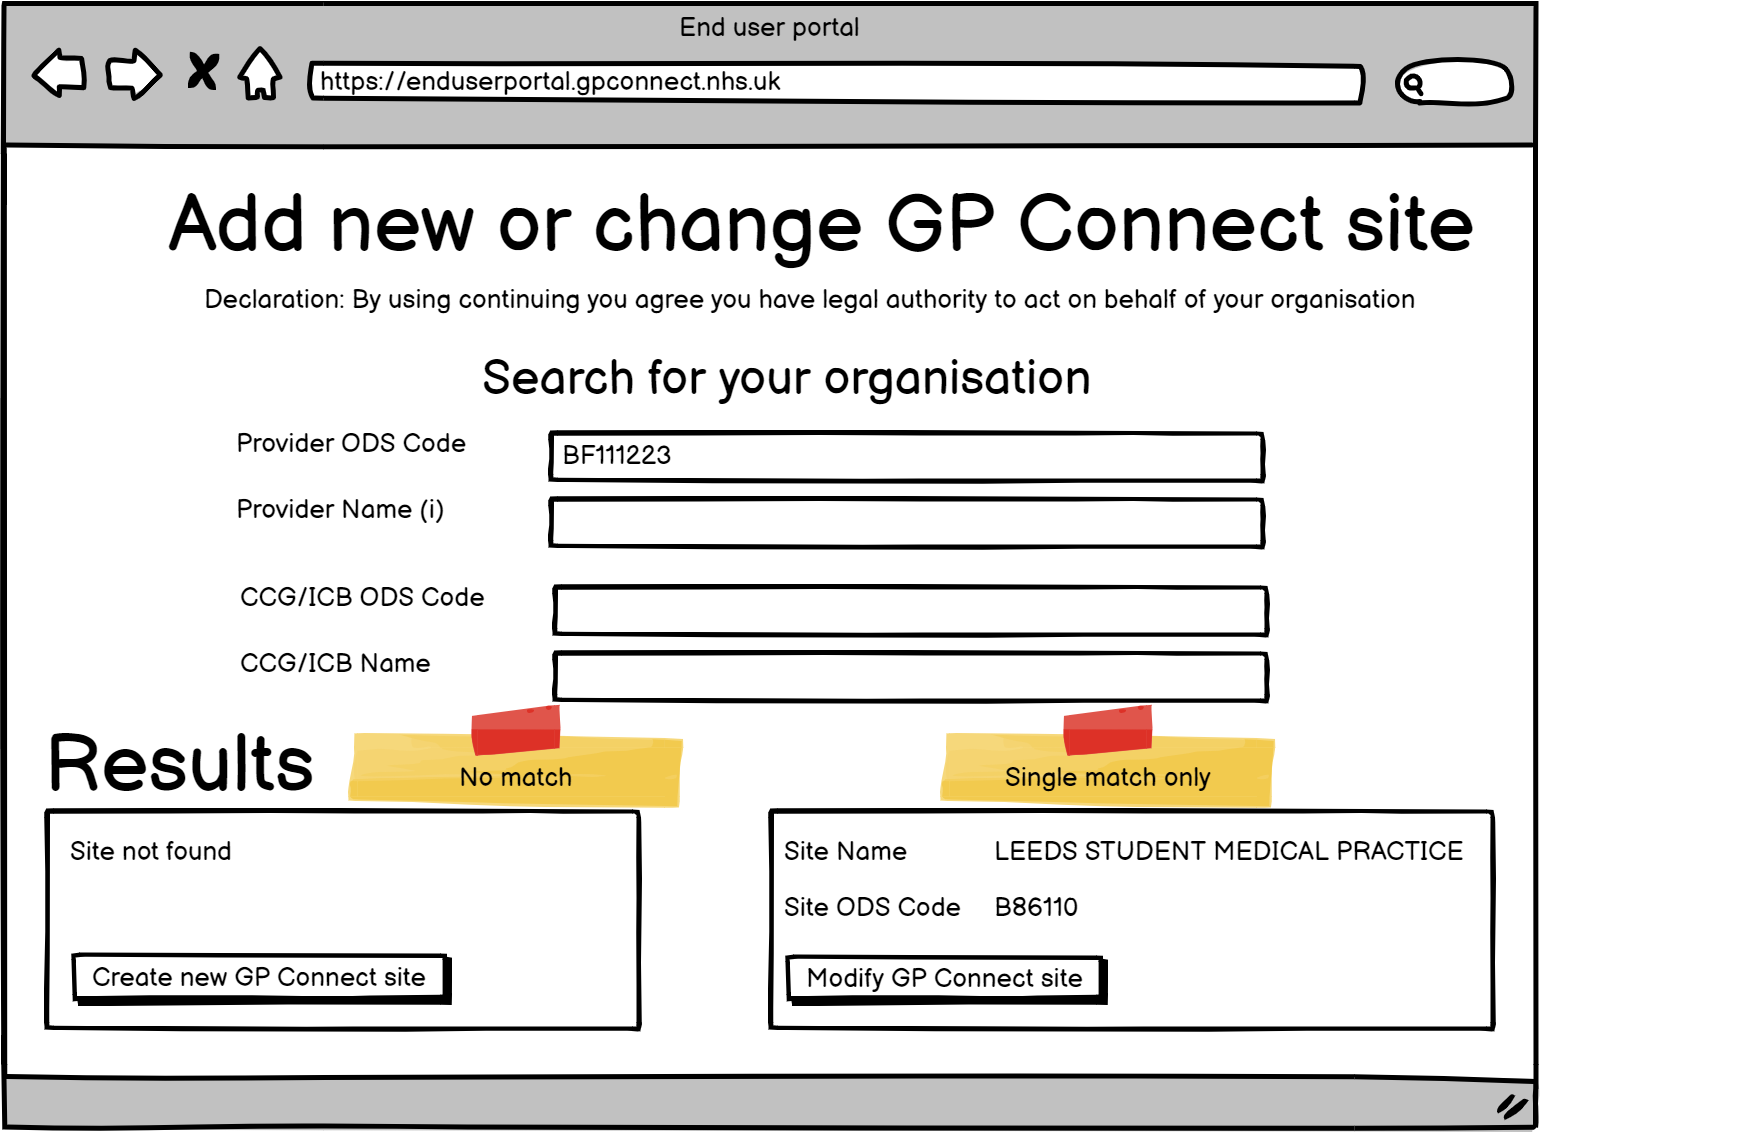 End user portal
https://enduserportal.gpconnect.nhs.uk
Add new or change GP Connect site
Declaration: By using continuing you agree you have legal authority to act on behalf of your organisation
Search for your organisation
Provider ODS Code
BF111223
Provider Name (i)
CCG/ICB ODS Code
CCG/ICB Name
Results
No match
Site not found
Create new GP Connect site
Single match only
Site Name LEEDS STUDENT MEDICAL PRACTICE
Site ODS Code B86110
Modify GP Connect site